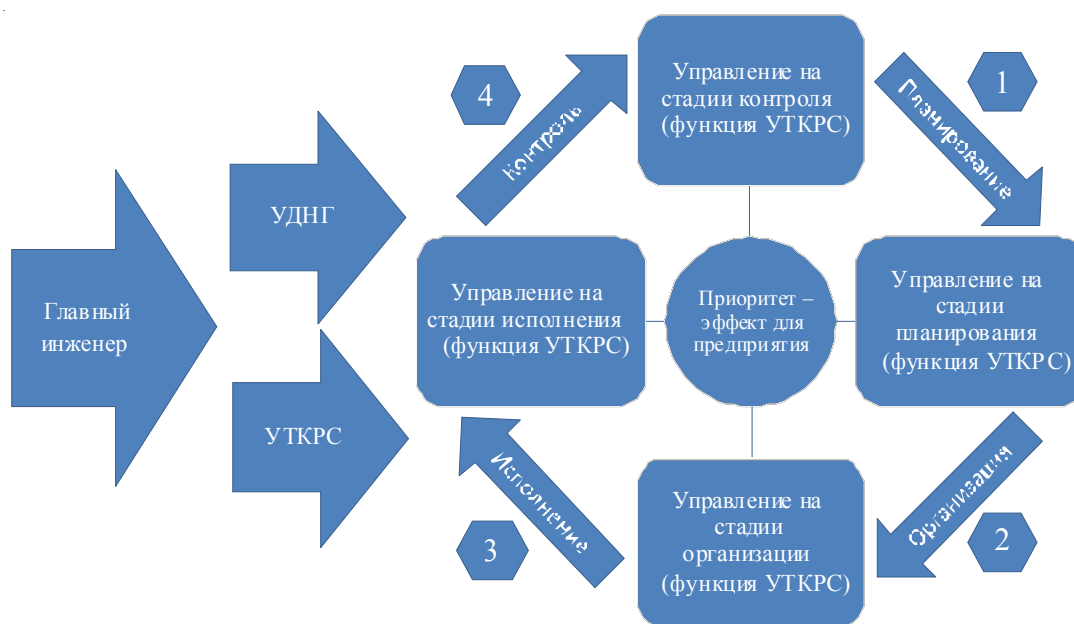 Главный
инженер
УДНГ
УТКРС
4
Контроль
Управление на
стадии контроля
(функция УТКРС)
1
Планирование
Управление на
стадии исполнения
(функция УТКРС)
Приоритет –
эффект для
предприятия
Управление на
стадии
планирования
(функция УТКРС)
Исполнение
3
Управление на
стадии
организации
(функция УТКРС)
Организация
2